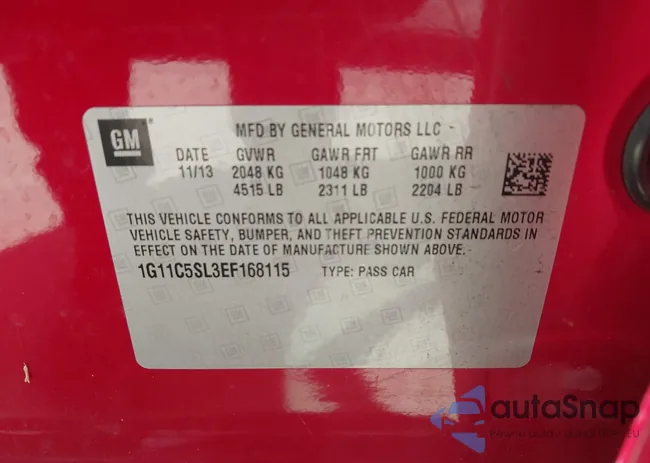 GM
MFD BY GENERAL MOTORS LLC -
DATE GVWR GAWR FRT GAWR RR
11/13 2048 KG 1048 KG 1000 KG
4515 LB 2311 LB 2204 LB
THIS VEHICLE CONFORMS TO ALL APPLICABLE U.S. FEDERAL MOTOR
VEHICLE SAFETY, BUMPER, AND THEFT PREVENTION STANDARDS IN
EFFECT ON THE DATE OF MANUFACTURE SHOWN ABOVE.
1G11C5SL3EF168115 TYPE: PASS CAR
autaSnap